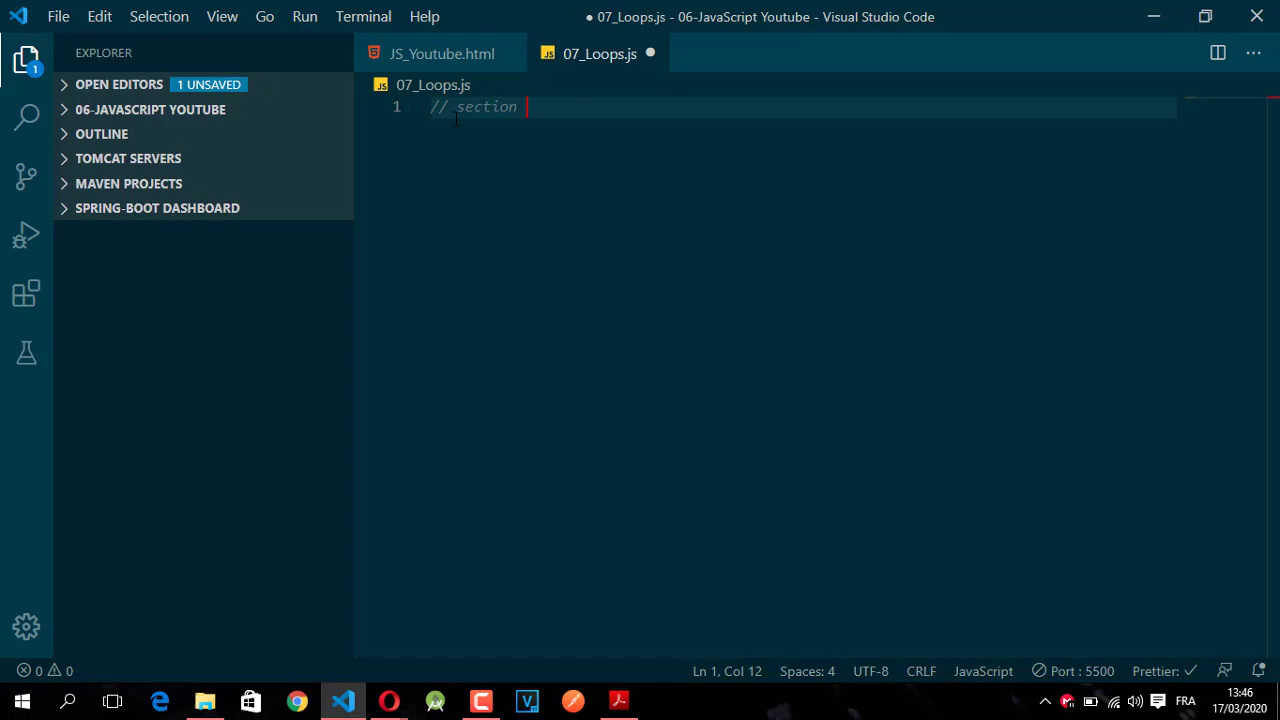 File Edit Selection View Go Run Terminal Help
● 07_Loops.js - 06-JavaScript Youtube - Visual Studio Code
EXPLORER
OPEN EDITORS 1 UNSAVED
06-JAVASCRIPT YOUTUBE
OUTLINE
TOMCAT SERVERS
MAVEN PROJECTS
SPRING-BOOT DASHBOARD
1
JS_Youtube.html
JS 07_Loops.js ●
JS 07_Loops.js
1 // section
0 0
Ln 1, Col 12 Spaces: 4 UTF-8 CRLF JavaScript Port : 5500 Prettier: ✓
FRA
13:46
17/03/2020